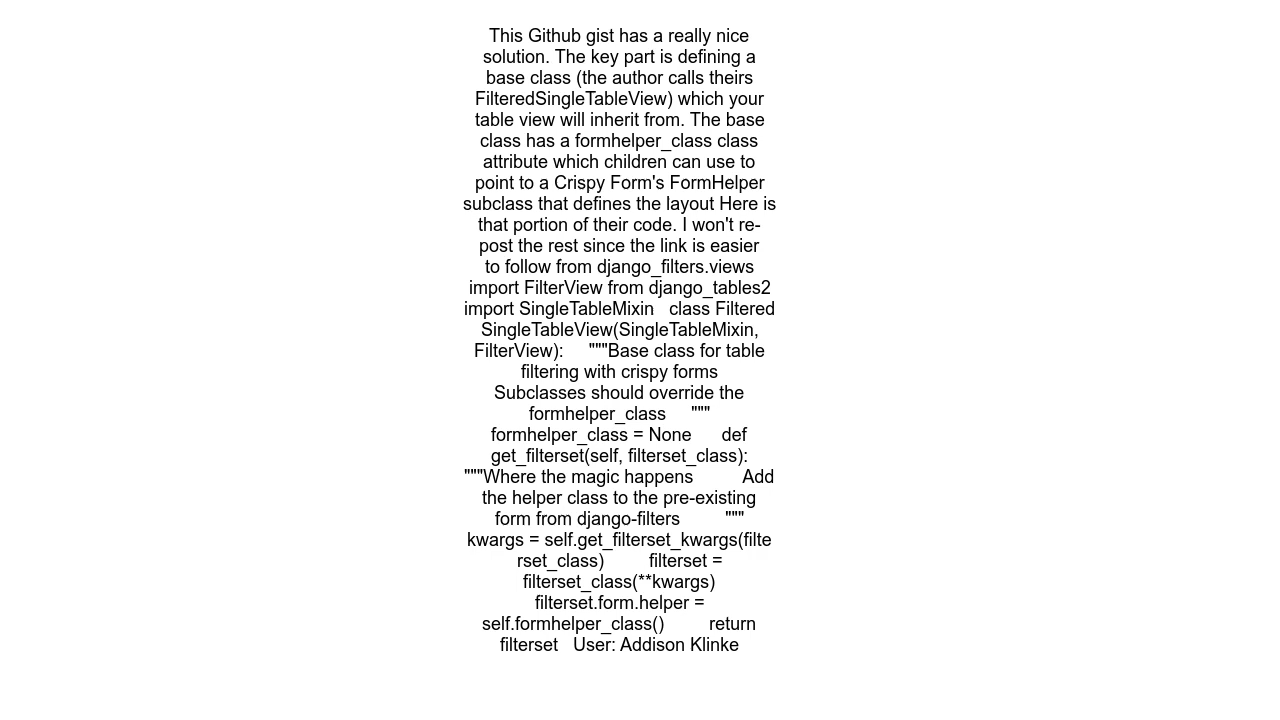 This Github gist has a really nice
solution. The key part is defining a
base class (the author calls theirs
FilteredSingleTableView) which your
table view will inherit from. The base
class has a formhelper_class class
attribute which children can use to
point to a Crispy Form's FormHelper
subclass that defines the layout Here is
that portion of their code. I won't re-
post the rest since the link is easier
to follow from django_filters.views
import FilterView from django_tables2
import SingleTableMixin   class Filtered
SingleTableView(SingleTableMixin,
FilterView):     """Base class for table
filtering with crispy forms
Subclasses should override the
formhelper_class     """
formhelper_class = None      def
get_filterset(self, filterset_class):
"""Where the magic happens          Add
the helper class to the pre-existing
form from django-filters         """
kwargs = self.get_filterset_kwargs(filte
rset_class)         filterset =
filterset_class(**kwargs)
filterset.form.helper =
self.formhelper_class()         return
filterset   User: Addison Klinke